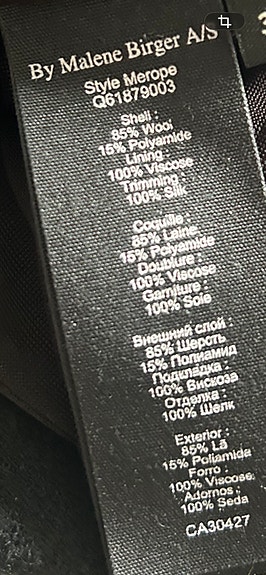 By Malene Birger A/S
Style Merope
Q61879003
Shell :
85% Wool
15% Polyamide
Lining :
100% Viscose
Trimming :
100% Silk
Coquille :
85% Laine
15% Polyamide
Doublure :
100% Viscose
Garniture :
100% Soie
Внешний слой :
85% Шерсть
15% Полиамид
Подкладка :
100% Вискоза
Отделка :
100% Шелк
Exterior :
85% Lã
15% Poliamida
Forro :
100% Viscose
Adornos :
100% Seda
CA30427